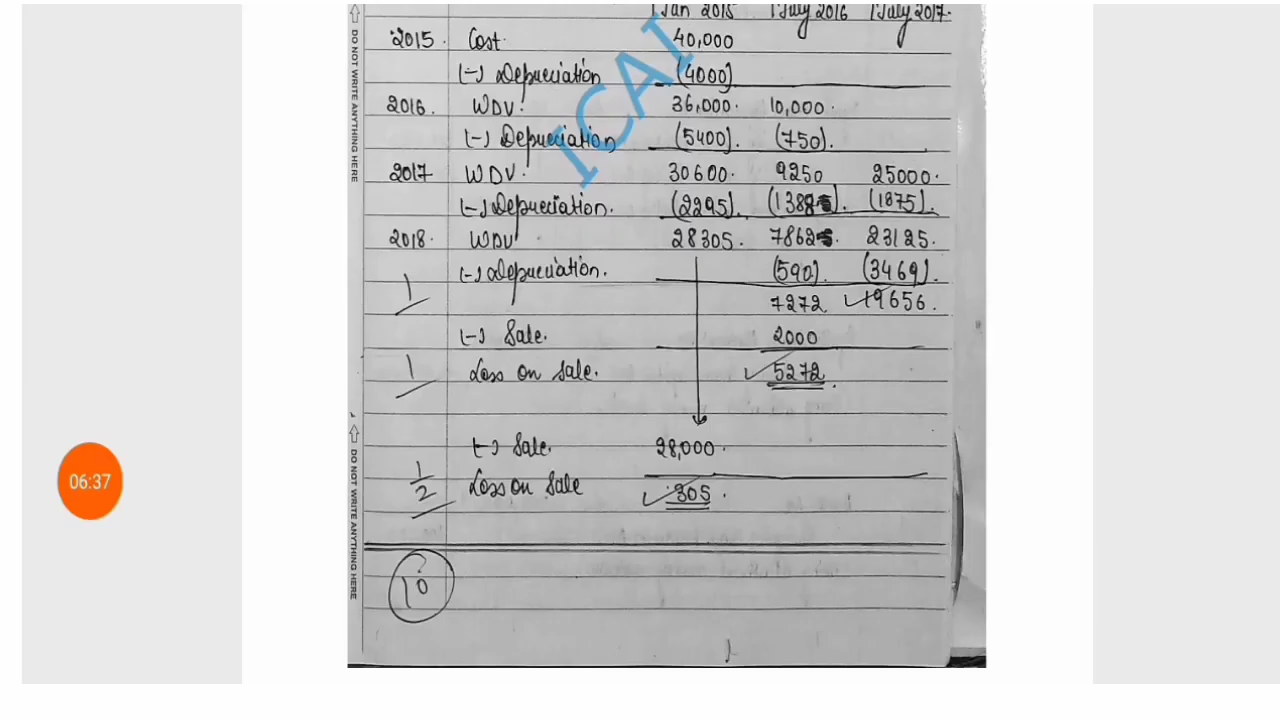 1 Jan 2015 1 July 2016 1 July 2017.
2015 Cost. 40,000
(-) Depreciation (4000)
2016. WDV. 36,000. 10,000.
(-) Depreciation (5400). (750).
2017 WDV. 30600. 9250 25000.
(-) Depreciation. (2295). (1388). (1875).
2018. WDV 28305. 7862. 23125.
(-) Depreciation. (590). (3469).
1 7272 19656.
(-) Sale. 2000
1 Loss on Sale. 5272.
(-) Sale. 28,000.
1/2 Loss on Sale 305.
10
ICAI
DO NOT WRITE ANYTHING HERE
DO NOT WRITE ANYTHING HERE
06:37